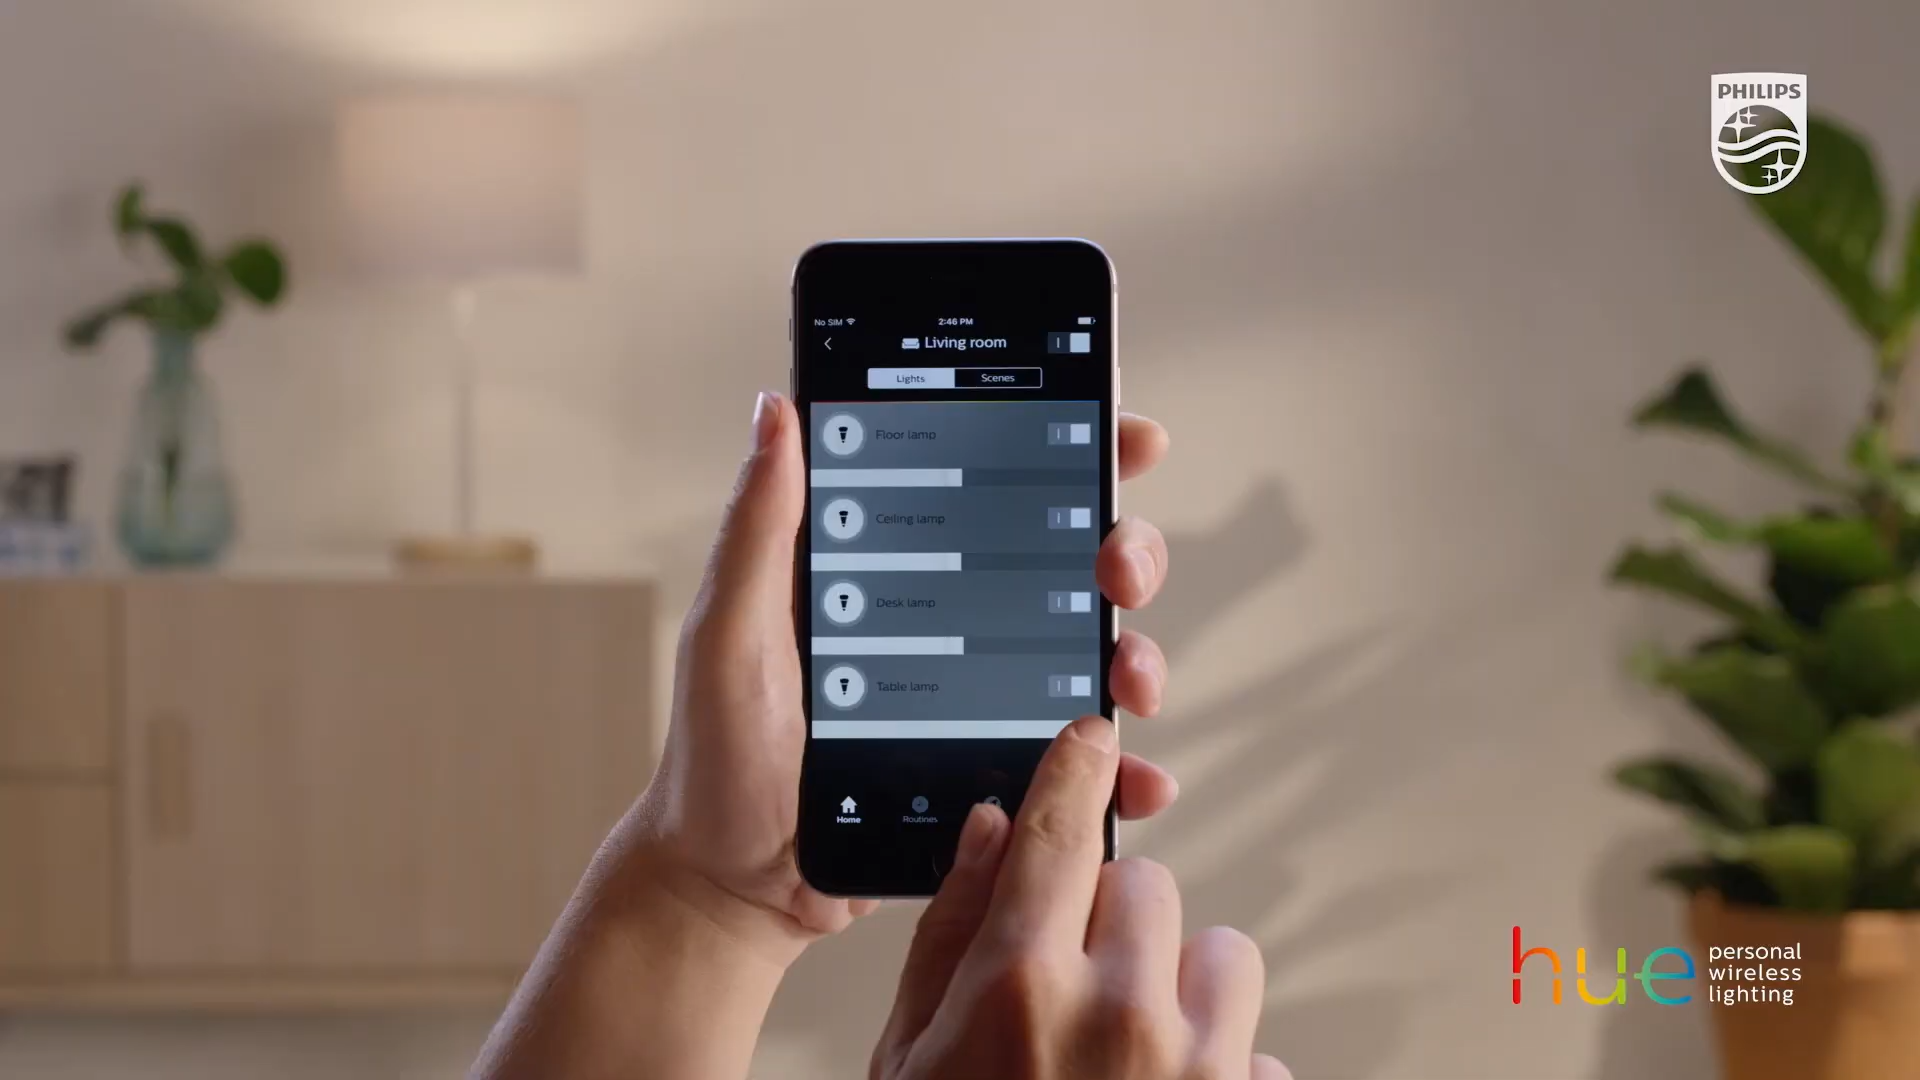 PHILIPS
No SIM
2:46 PM
Living room
Lights
Scenes
Floor lamp
Ceiling lamp
Desk lamp
Table lamp
Home
Routines
hue
personal
wireless
lighting